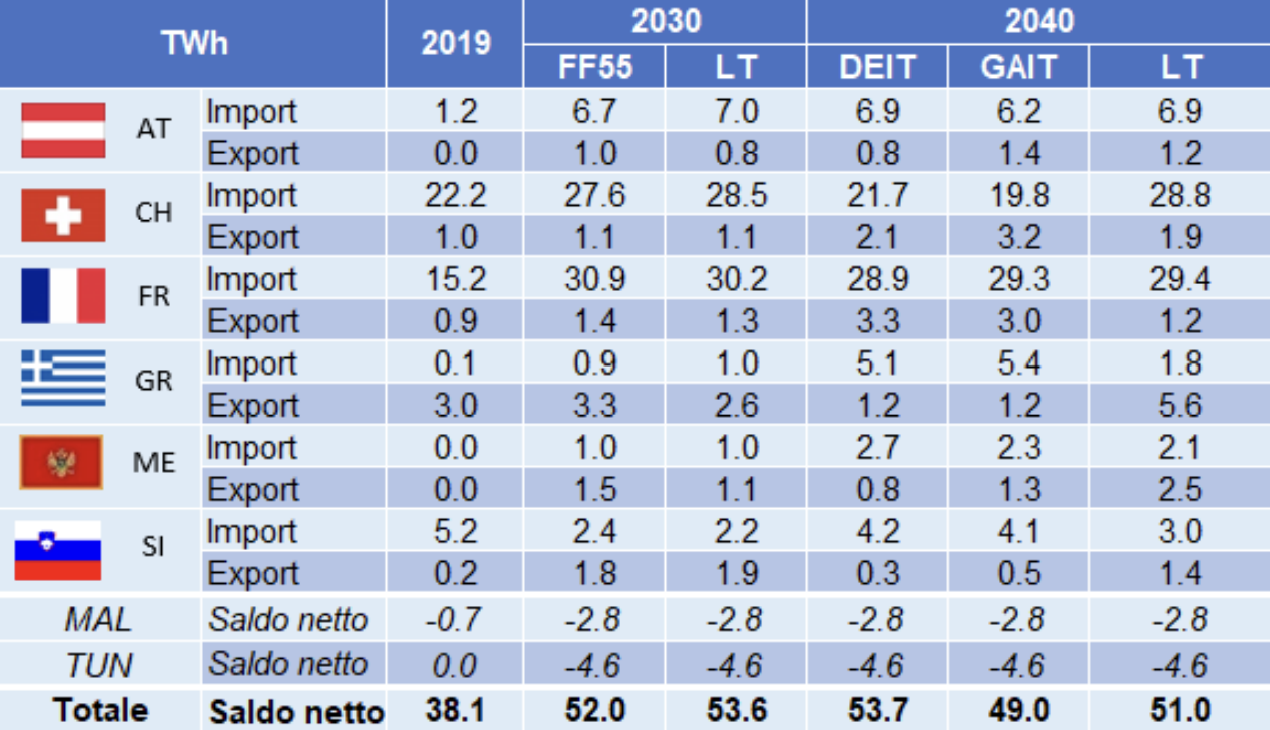 TWh 2019 2030 2040
FF55 LT DEIT GAIT LT
AT Import 1.2 6.7 7.0 6.9 6.2 6.9
Export 0.0 1.0 0.8 0.8 1.4 1.2
CH Import 22.2 27.6 28.5 21.7 19.8 28.8
Export 1.0 1.1 1.1 2.1 3.2 1.9
FR Import 15.2 30.9 30.2 28.9 29.3 29.4
Export 0.9 1.4 1.3 3.3 3.0 1.2
GR Import 0.1 0.9 1.0 5.1 5.4 1.8
Export 3.0 3.3 2.6 1.2 1.2 5.6
ME Import 0.0 1.0 1.0 2.7 2.3 2.1
Export 0.0 1.5 1.1 0.8 1.3 2.5
SI Import 5.2 2.4 2.2 4.2 4.1 3.0
Export 0.2 1.8 1.9 0.3 0.5 1.4
MAL Saldo netto -0.7 -2.8 -2.8 -2.8 -2.8 -2.8
TUN Saldo netto 0.0 -4.6 -4.6 -4.6 -4.6 -4.6
Totale Saldo netto 38.1 52.0 53.6 53.7 49.0 51.0